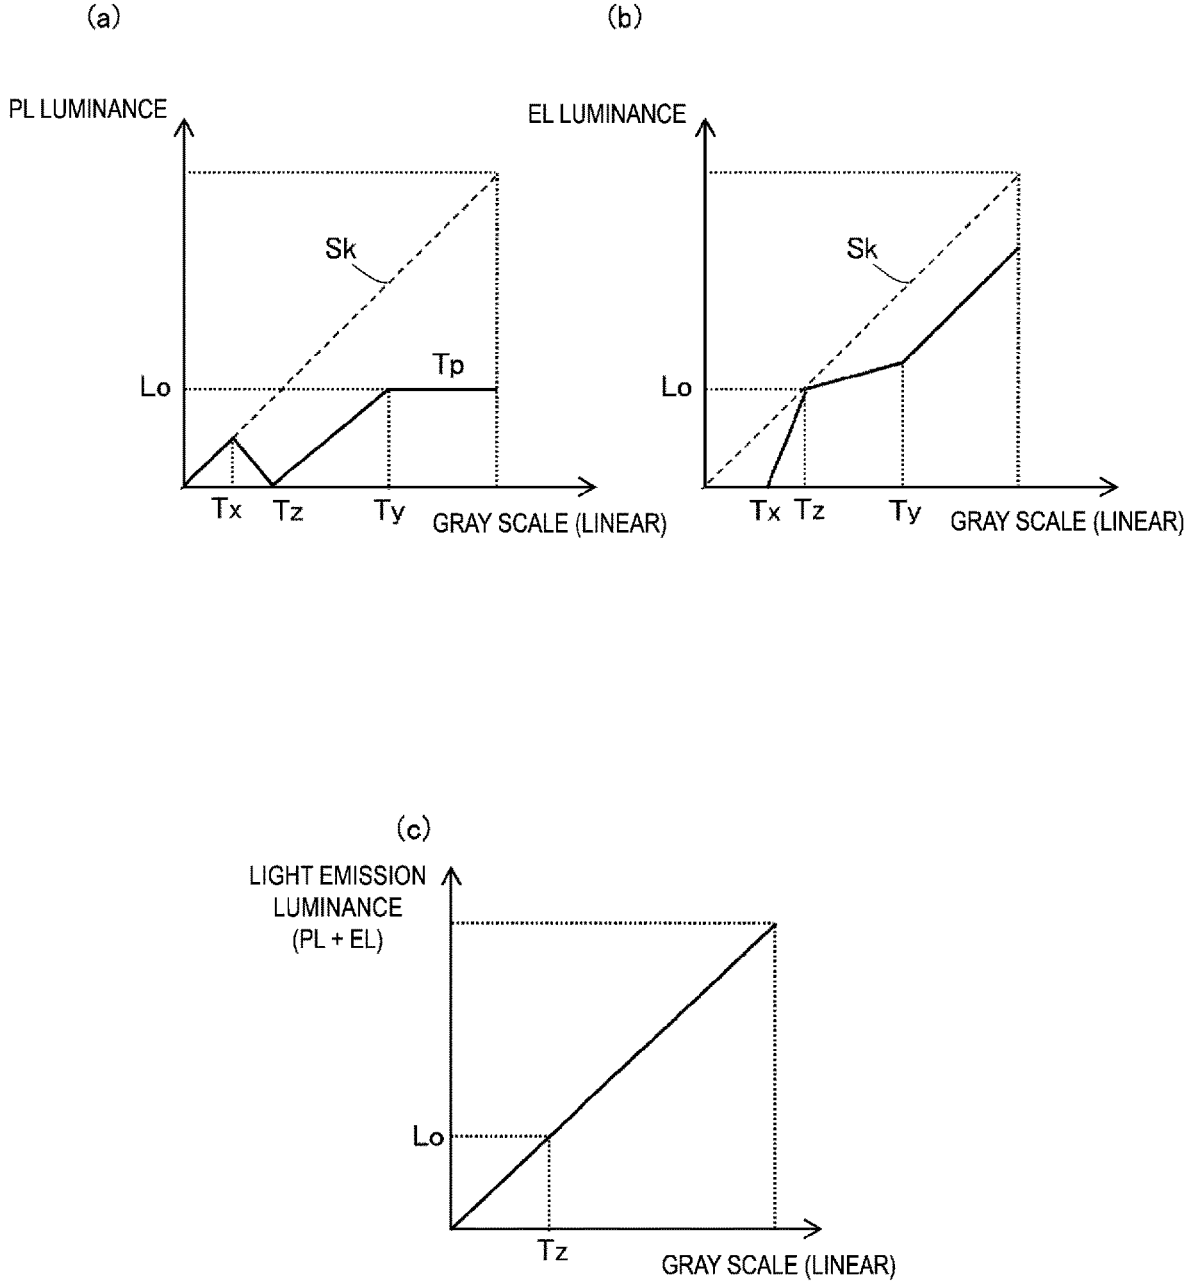 (a)
PL LUMINANCE
Sk
Tp
Lo
Tx
Tz
Ty
GRAY SCALE (LINEAR)
(b)
EL LUMINANCE
Sk
Lo
Tx
Tz
Ty
GRAY SCALE (LINEAR)
(c)
LIGHT EMISSION
LUMINANCE
(PL + EL)
Lo
Tz
GRAY SCALE (LINEAR)